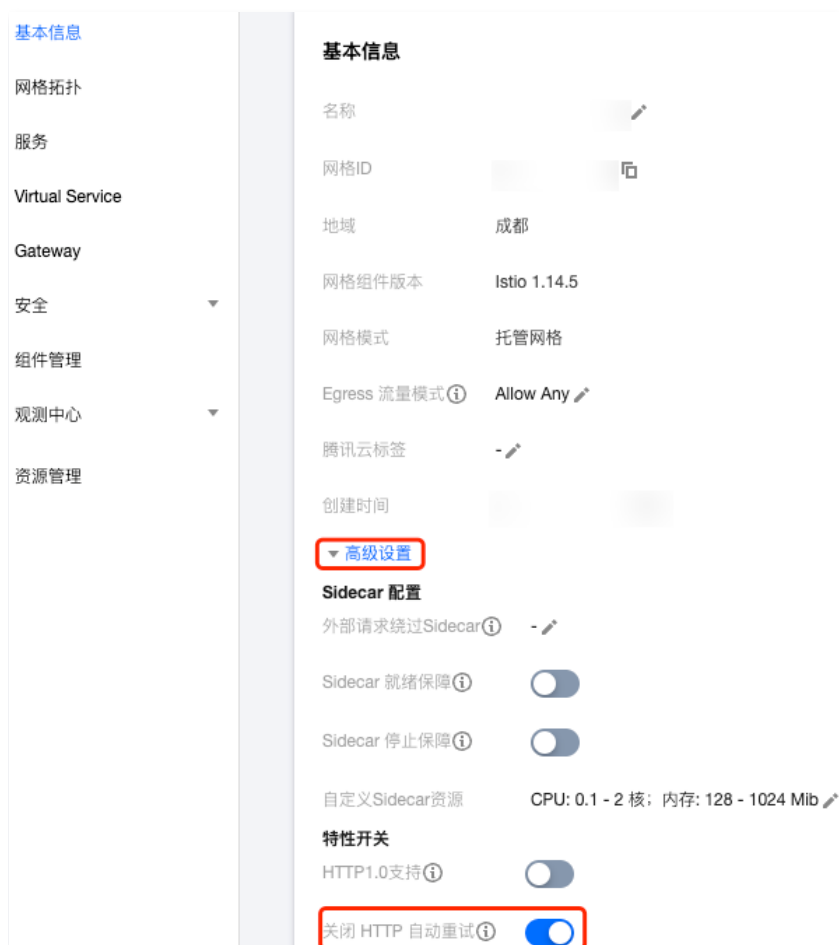 基本信息
网格拓扑
服务
Virtual Service
Gateway
安全
组件管理
观测中心
资源管理
基本信息
名称
网格ID
地域 成都
网格组件版本 Istio 1.14.5
网格模式 托管网格
Egress 流量模式 Allow Any
腾讯云标签 -
创建时间
高级设置
Sidecar 配置
外部请求绕过Sidecar -
Sidecar 就绪保障
Sidecar 停止保障
自定义Sidecar资源 CPU: 0.1 - 2 核；内存: 128 - 1024 Mib
特性开关
HTTP1.0支持
关闭 HTTP 自动重试